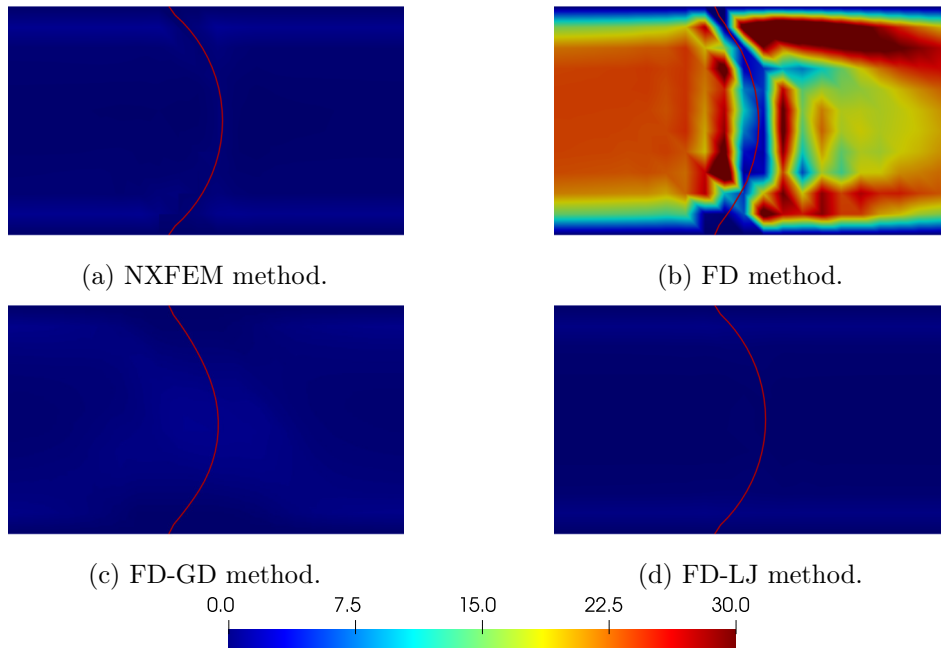 (a) NXFEM method.
(b) FD method.
(c) FD-GD method.
(d) FD-LJ method.
0.0 7.5 15.0 22.5 30.0